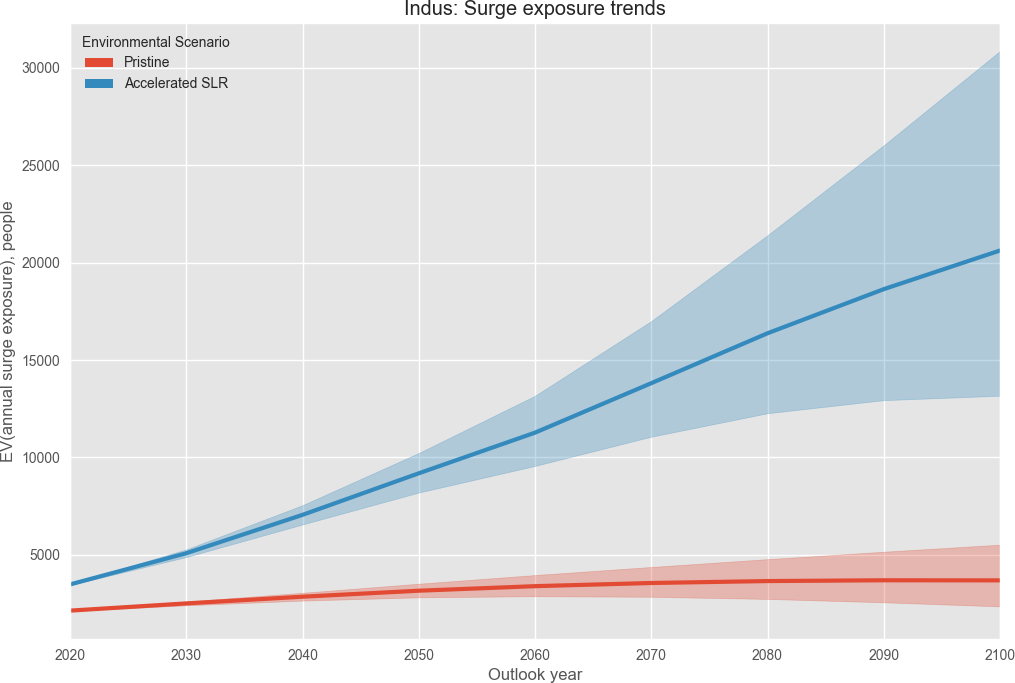 Indus: Surge exposure trends
Environmental Scenario
Pristine
Accelerated SLR
30000
25000
20000
15000
10000
5000
EV(annual surge exposure), people
2020 2030 2040 2050 2060 2070 2080 2090 2100
Outlook year